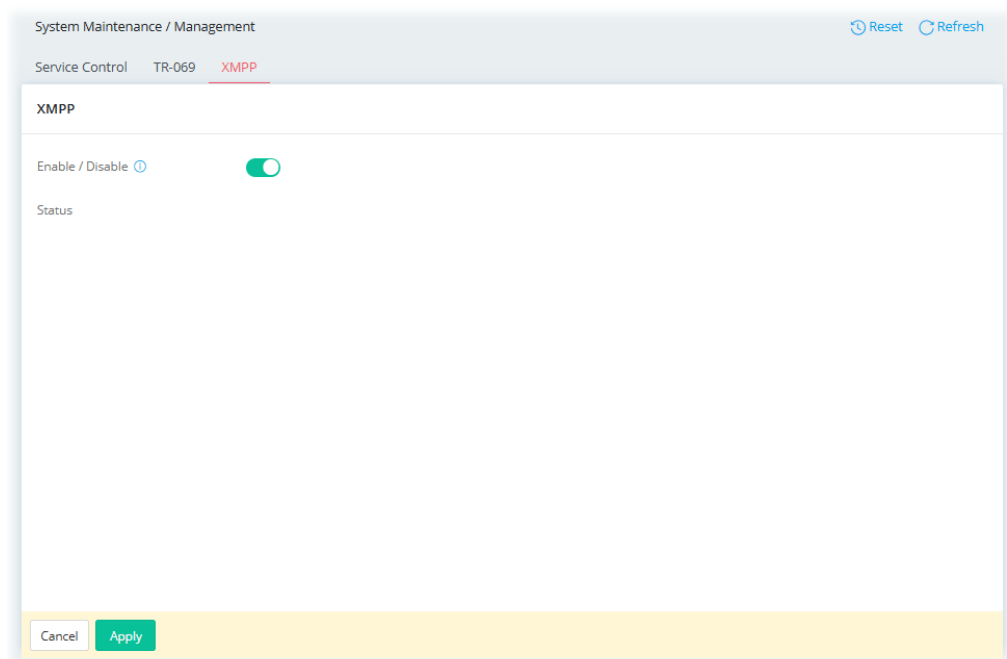 System Maintenance / Management
Reset Refresh
Service Control TR-069 XMPP
XMPP
Enable / Disable
Status
Cancel Apply